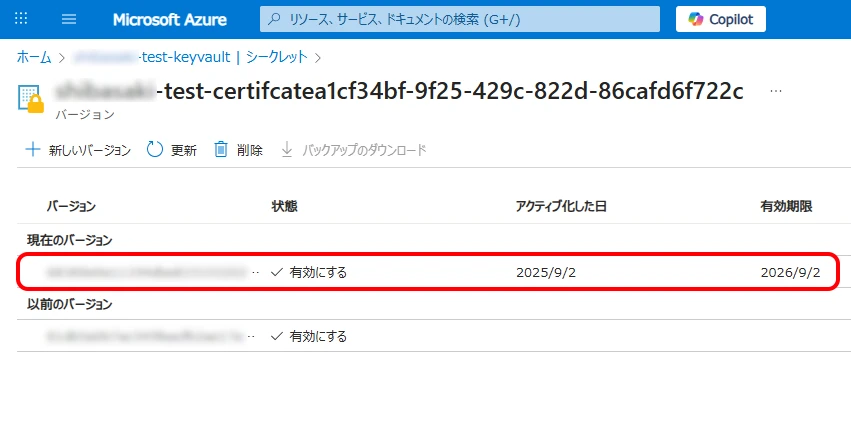 Microsoft Azure
リソース、サービス、ドキュメントの検索 (G+/)
Copilot
ホーム > -test-keyvault | シークレット >
-test-certifcatea1cf34bf-9f25-429c-822d-86cafd6f722c ...
バージョン
+ 新しいバージョン 更新 削除 バックアップのダウンロード
バージョン 状態 アクティブ化した日 有効期限
現在のバージョン
·· ✓ 有効にする 2025/9/2 2026/9/2
以前のバージョン
·· ✓ 有効にする